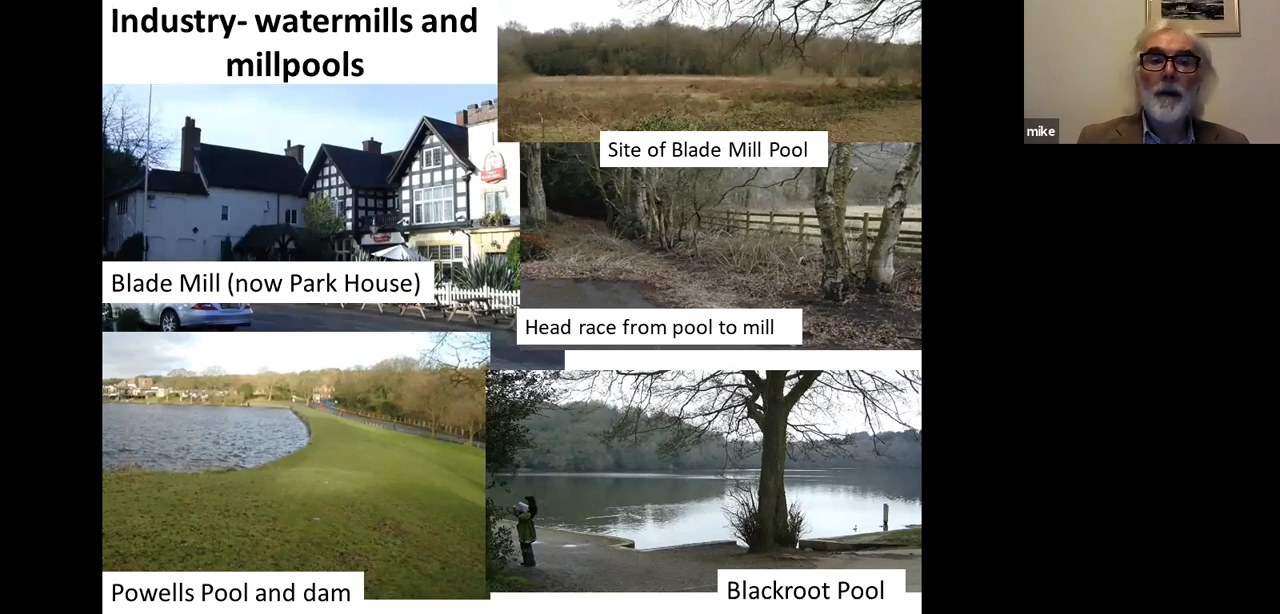 Industry- watermills and
millpools
Site of Blade Mill Pool
Blade Mill (now Park House)
Head race from pool to mill
Powells Pool and dam
Blackroot Pool
mike